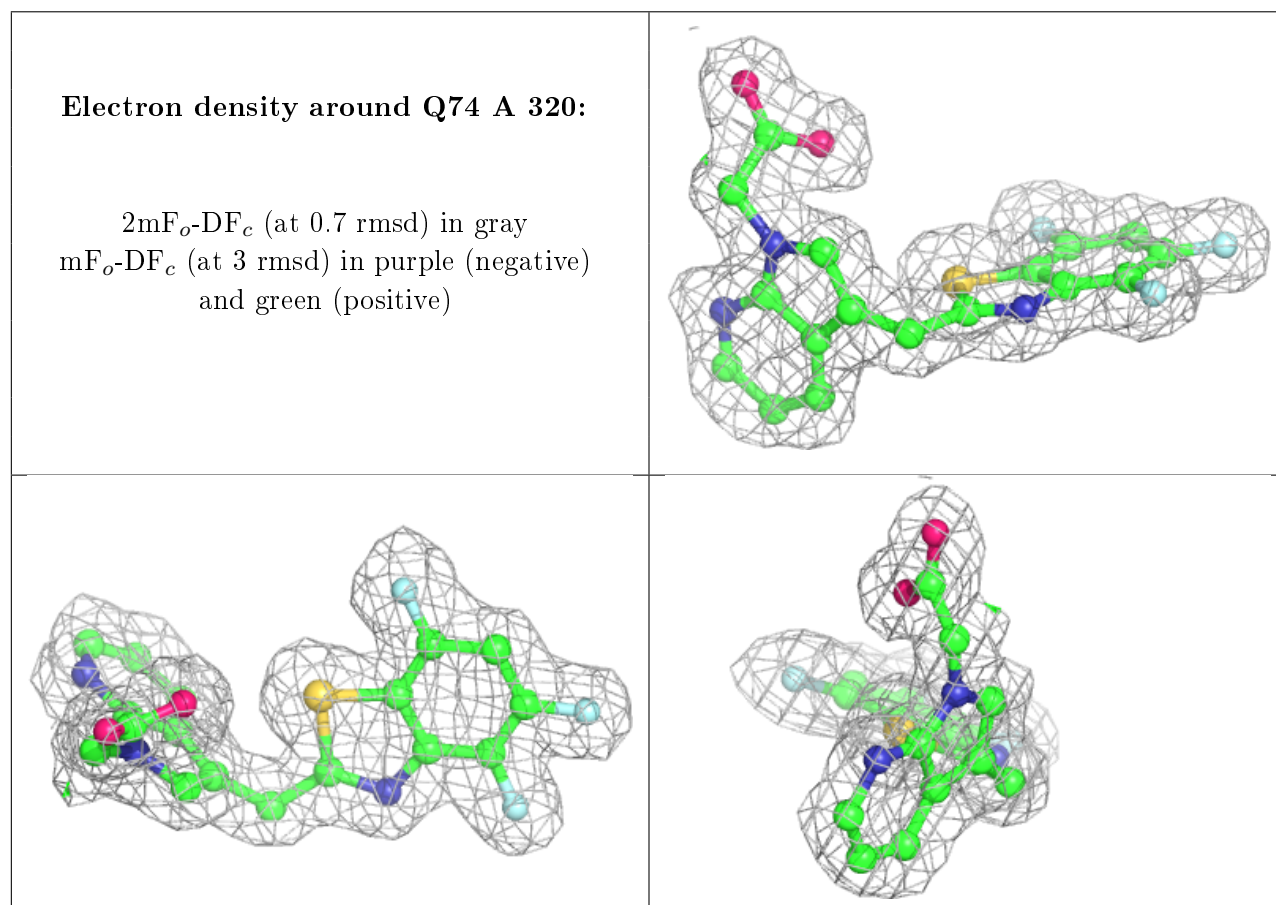 Electron density around Q74 A 320:
2mFo-DFc (at 0.7 rmsd) in gray
mFo-DFc (at 3 rmsd) in purple (negative)
and green (positive)